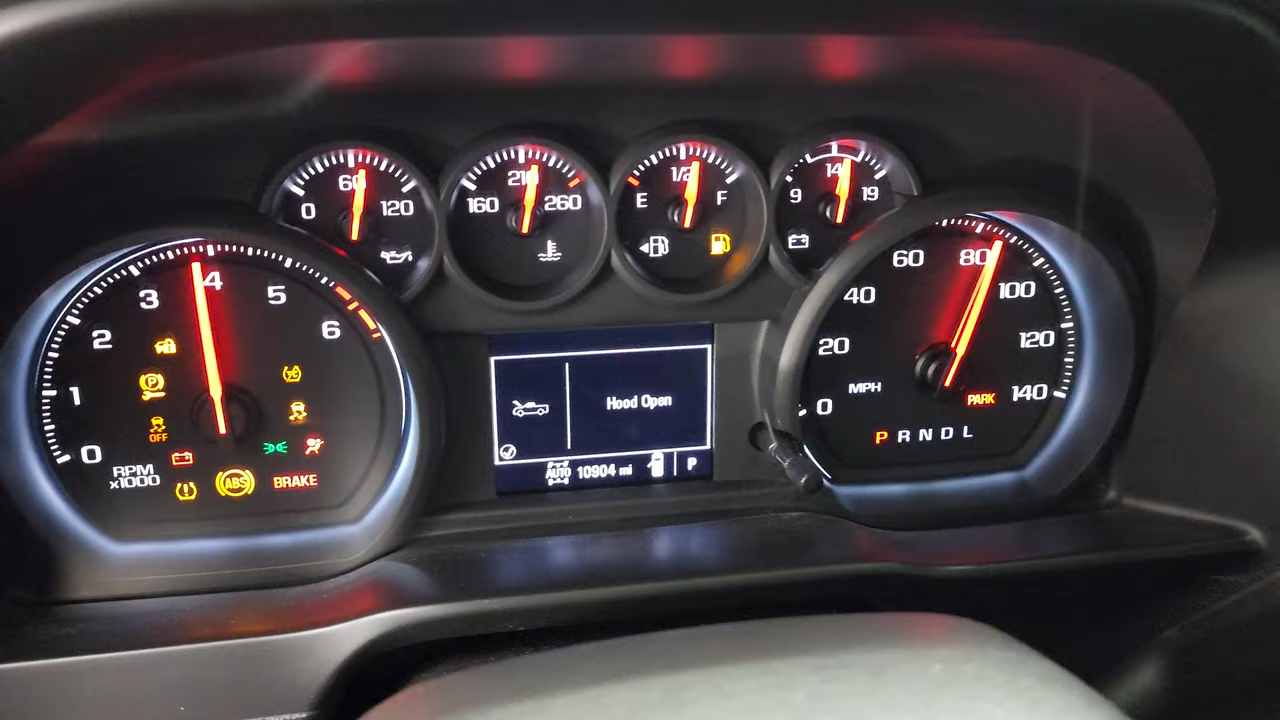 0 60 120
160 210 260
E 1/2 F
9 14 19
0 1 2 3 4 5 6
RPM
x1000
OFF
ABS
BRAKE
Hood Open
AUTO 10904 mi P
0 20 40 60 80 100 120 140
MPH
PARK
P R N D L